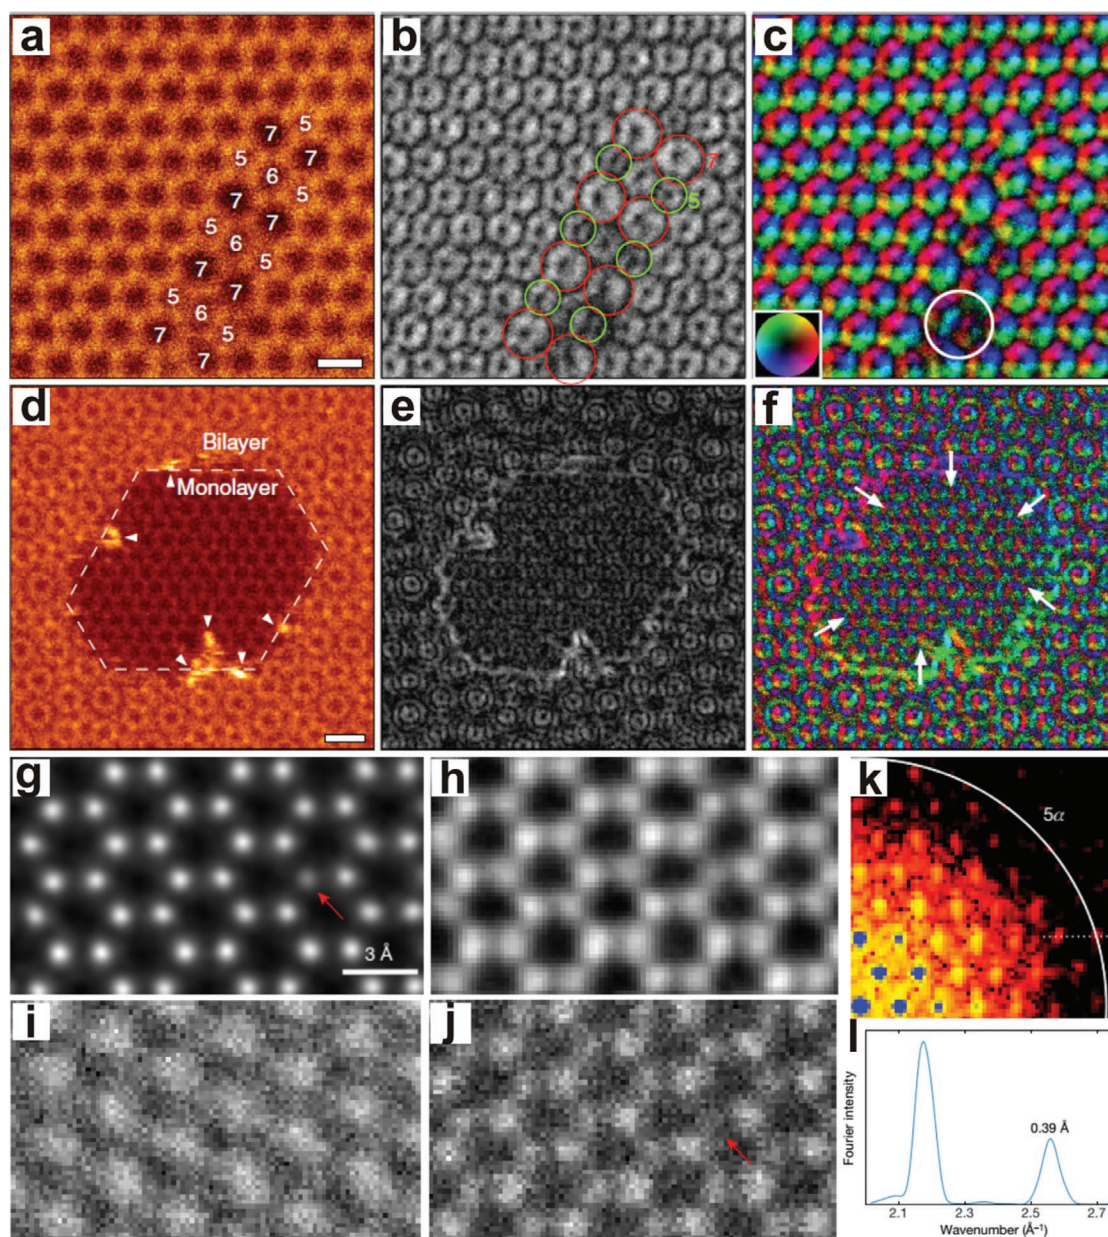 a
7 5
5 7
6
7 5
5 7
6
7 5
7
5 6
7 5
7
b
7
5
c
d
Bilayer
Monolayer
e
f
g
3 Å
h
k
5α
i
j
l
Fourier intensity
0.39 Å
2.1 2.3 2.5 2.7
Wavenumber (Å⁻¹)